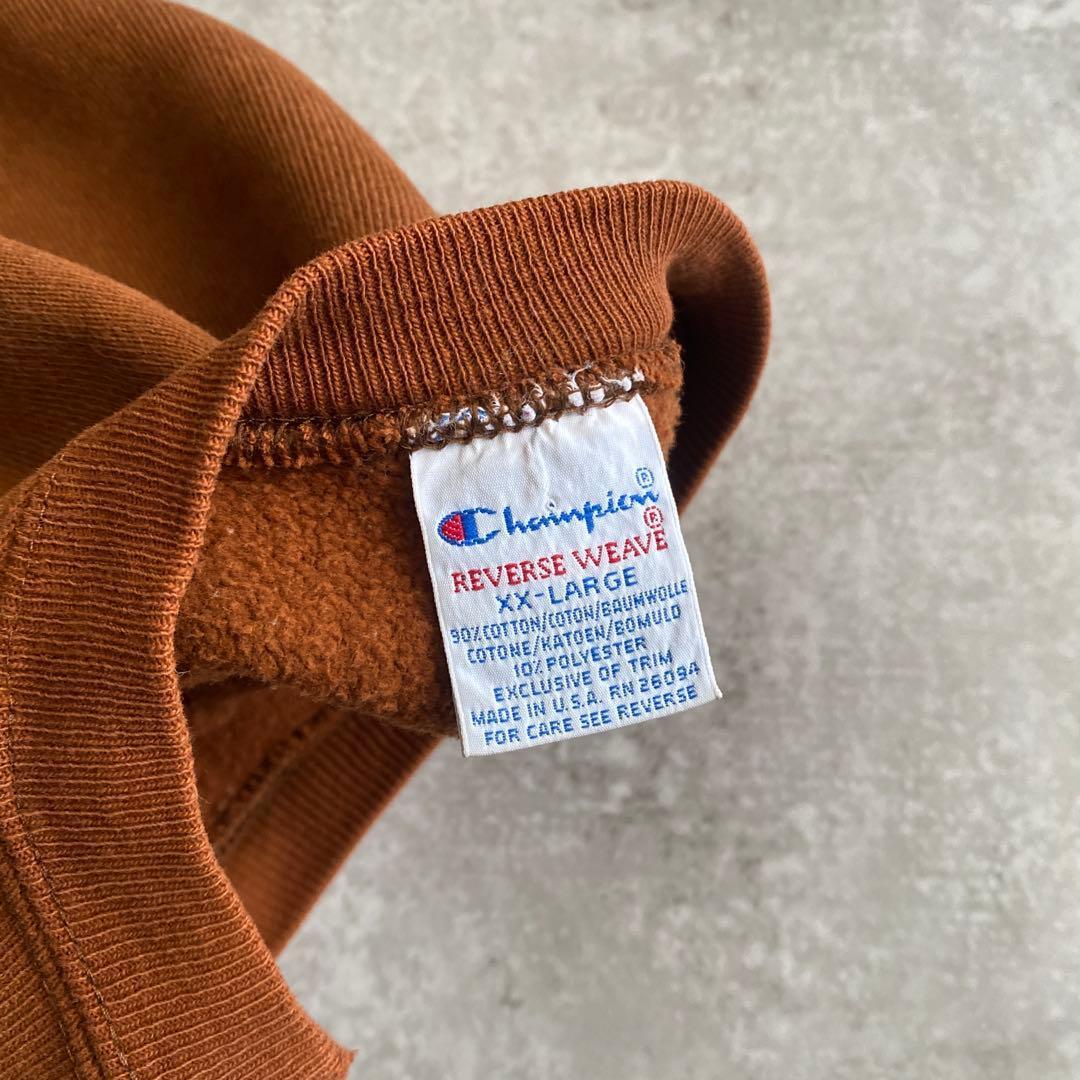 Champion®
REVERSE WEAVE®
XX-LARGE
90% COTTON/COTON/BAUMWOLLE
COTONE/KATOEN/BOMULD
10% POLYESTER
EXCLUSIVE OF TRIM
MADE IN U.S.A. RN 26094
FOR CARE SEE REVERSE